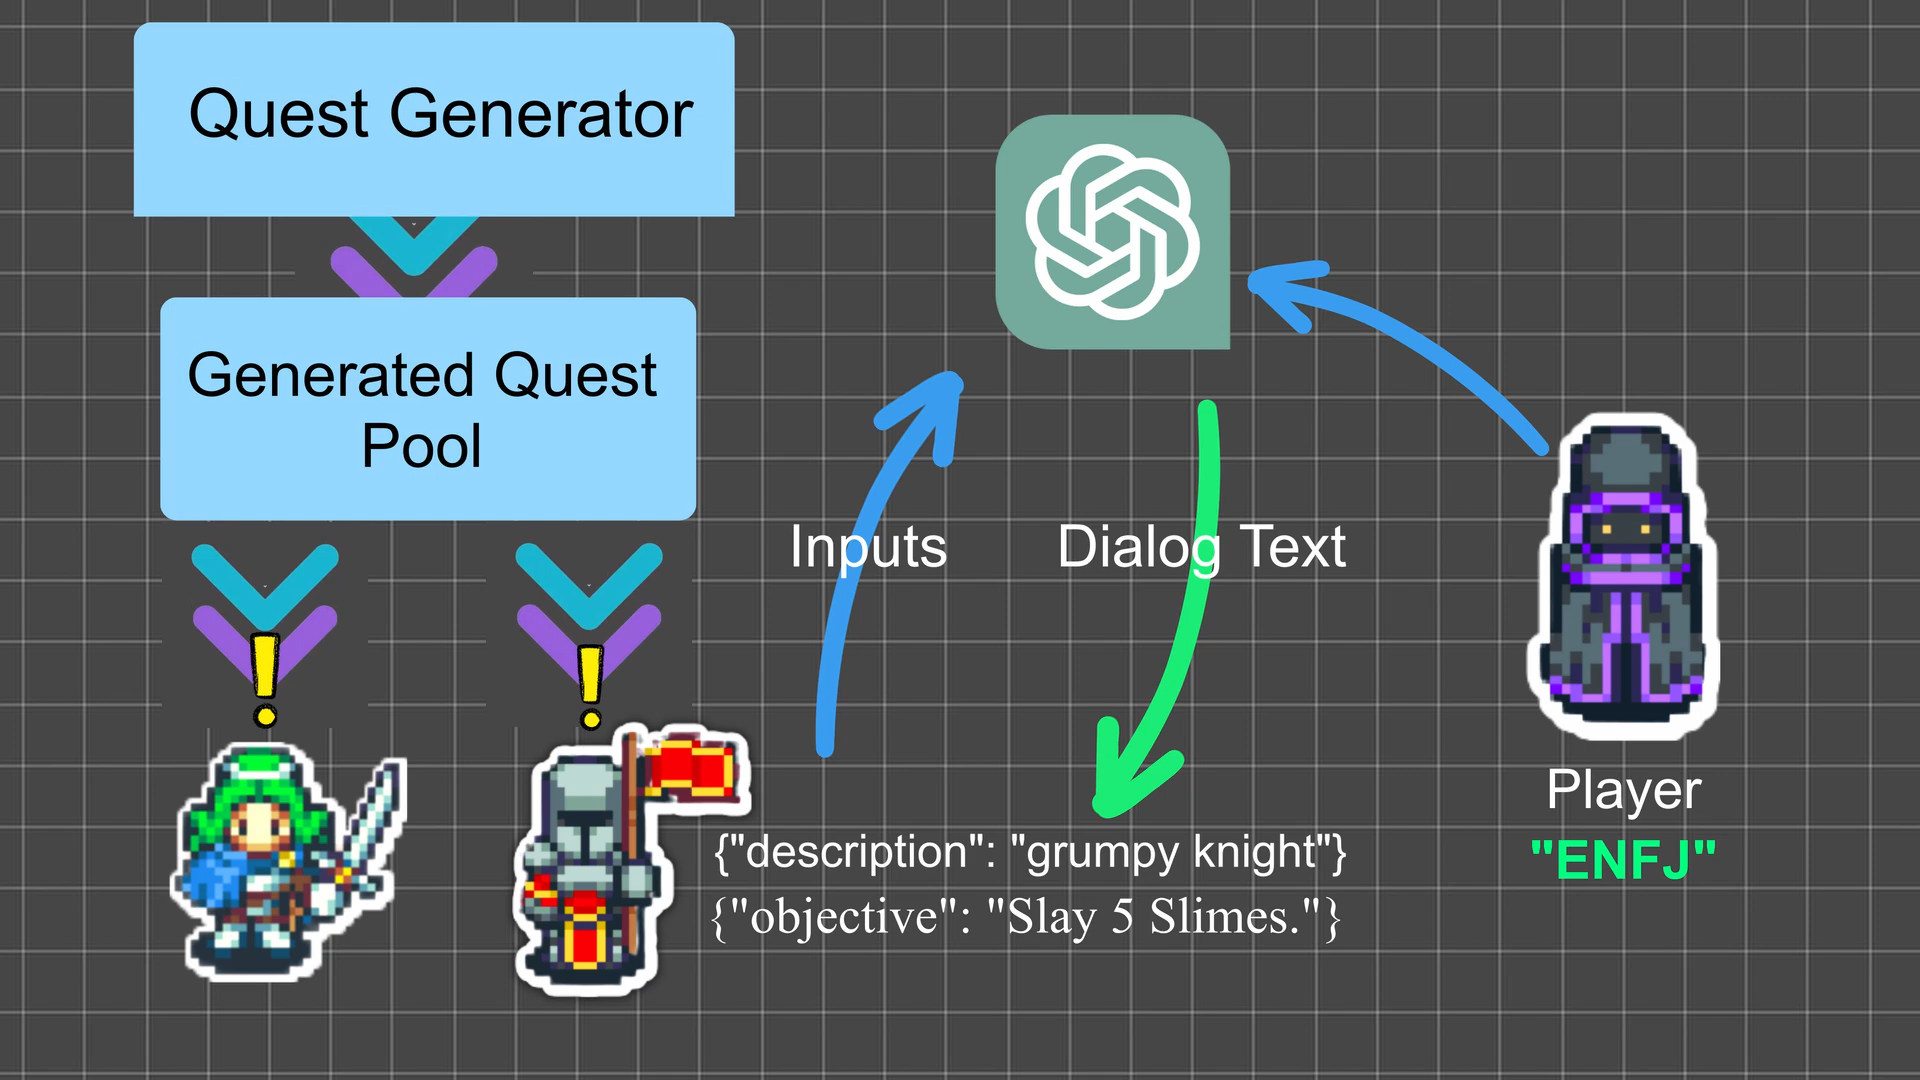 Quest Generator
Generated Quest
Pool
Inputs
Dialog Text
{"description": "grumpy knight"}
{"objective": "Slay 5 Slimes."}
Player
"ENFJ"